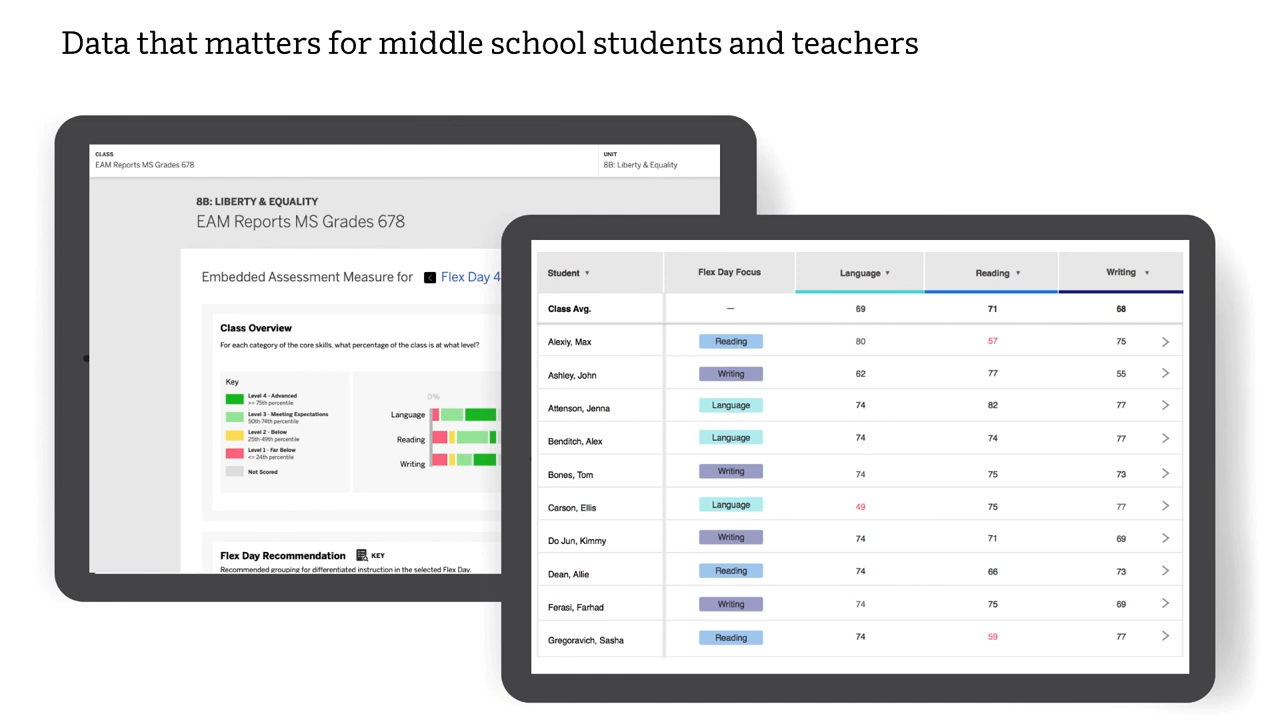 Data that matters for middle school students and teachers
CLASS
EAM Reports MS Grades 678
UNIT
8B: Liberty & Equality
8B: LIBERTY & EQUALITY
EAM Reports MS Grades 678
Embedded Assessment Measure for Flex Day 4
Class Overview
For each category of the core skills, what percentage of the class is at what level?
Key
Level 4 - Advanced
>= 75th percentile
Level 3 - Meeting Expectations
50th-74th percentile
Level 2 - Below
25th-49th percentile
Level 1 - Far Below
<= 24th percentile
Not Scored
0%
Language
Reading
Writing
Flex Day Recommendation KEY
Recommended grouping for differentiated instruction in the selected Flex Day.
Student Flex Day Focus Language Reading Writing
Class Avg. — 69 71 68
Alexiy, Max Reading 80 57 75
Ashley, John Writing 62 77 55
Attenson, Jenna Language 74 82 77
Benditch, Alex Language 74 74 77
Bones, Tom Writing 74 75 73
Carson, Ellis Language 49 75 77
Do Jun, Kimmy Writing 74 71 69
Dean, Allie Reading 74 66 73
Ferasi, Farhad Writing 74 75 69
Gregoravich, Sasha Reading 74 59 77